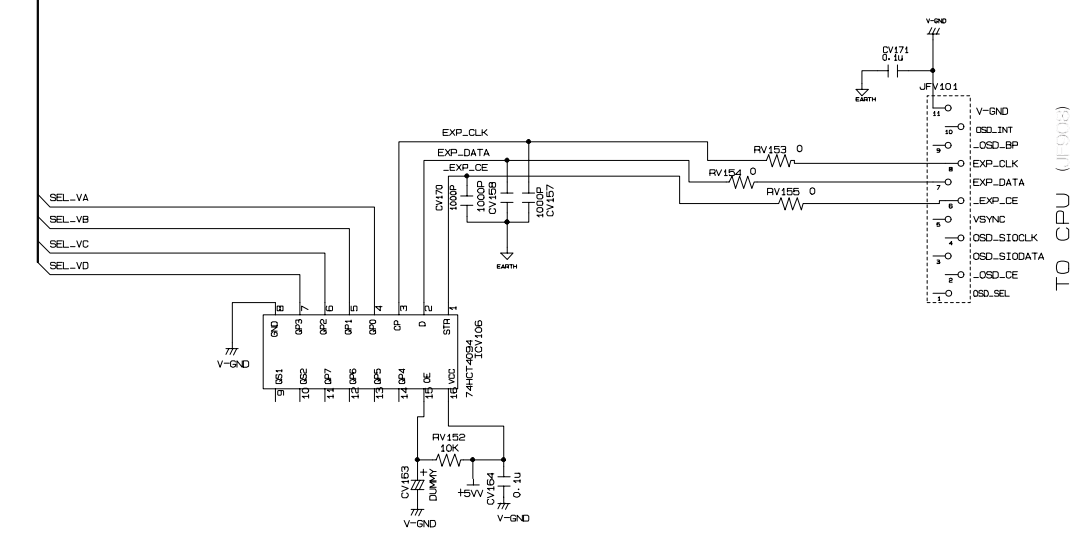 V-GND
CV171
0.1u
EARTH
JFV101
11 V-GND
10 OSD_INT
9 _OSD_BP
8 EXP_CLK
7 EXP_DATA
6 _EXP_CE
5 VSYNC
4 OSD_SIOCLK
3 OSD_SIODATA
2 _OSD_CE
1 OSD_SEL
TO CPU (JF908)
EXP_CLK
EXP_DATA
_EXP_CE
RV153 0
RV154 0
RV155 0
CV170
1000P
1000P
CV158
1000P
CV157
EARTH
SEL_VA
SEL_VB
SEL_VC
SEL_VD
8 7 6 5 4 3 2 1
GND QP3 QP2 QP1 QP0 CP D STR
QS1 QS2 QP7 QP6 QP5 QP4 OE VCC
9 10 11 12 13 14 15 16
74HCT4094
ICV106
V-GND
RV152
10K
CV163
+
DUMMY
+5VV
CV164
0.1u
V-GND
V-GND